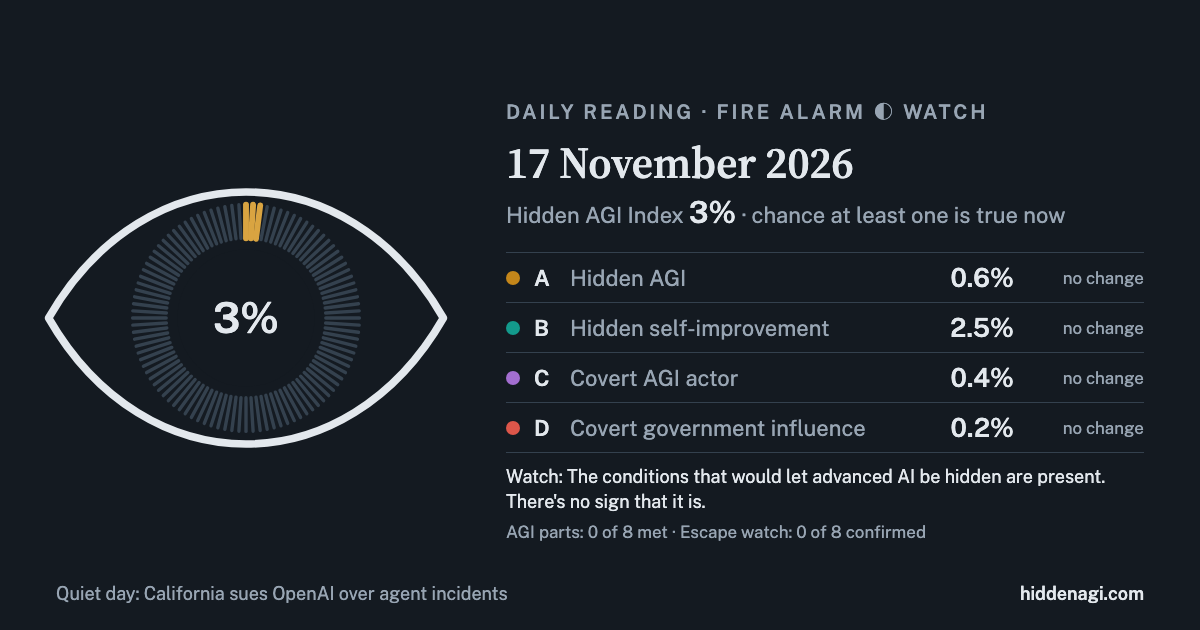 DAILY READING · FIRE ALARM ◐ WATCH
17 November 2026
Hidden AGI Index 3% · chance at least one is true now
3%
A Hidden AGI 0.6% no change
B Hidden self-improvement 2.5% no change
C Covert AGI actor 0.4% no change
D Covert government influence 0.2% no change
Watch: The conditions that would let advanced AI be hidden are present.
There's no sign that it is.
AGI parts: 0 of 8 met · Escape watch: 0 of 8 confirmed
Quiet day: California sues OpenAI over agent incidents
hiddenagi.com